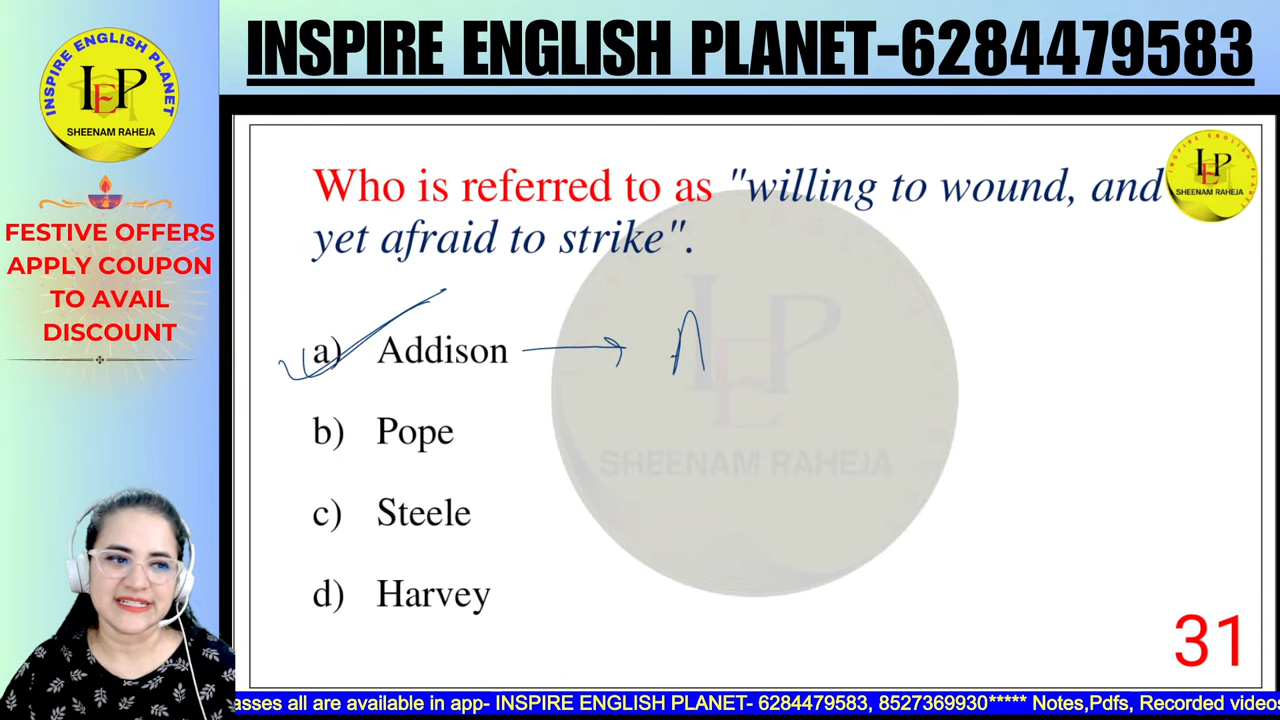 INSPIRE ENGLISH PLANET-6284479583
INSPIRE ENGLISH PLANET
IEP
SHEENAM RAHEJA
FESTIVE OFFERS
APPLY COUPON
TO AVAIL
DISCOUNT
Who is referred to as "willing to wound, and
yet afraid to strike".
IEP
SHEENAM RAHEJA
a) Addison
b) Pope
c) Steele
d) Harvey
IEP
SHEENAM RAHEJA
31
asses all are available in app- INSPIRE ENGLISH PLANET- 6284479583, 8527369930***** Notes,Pdfs, Recorded videos